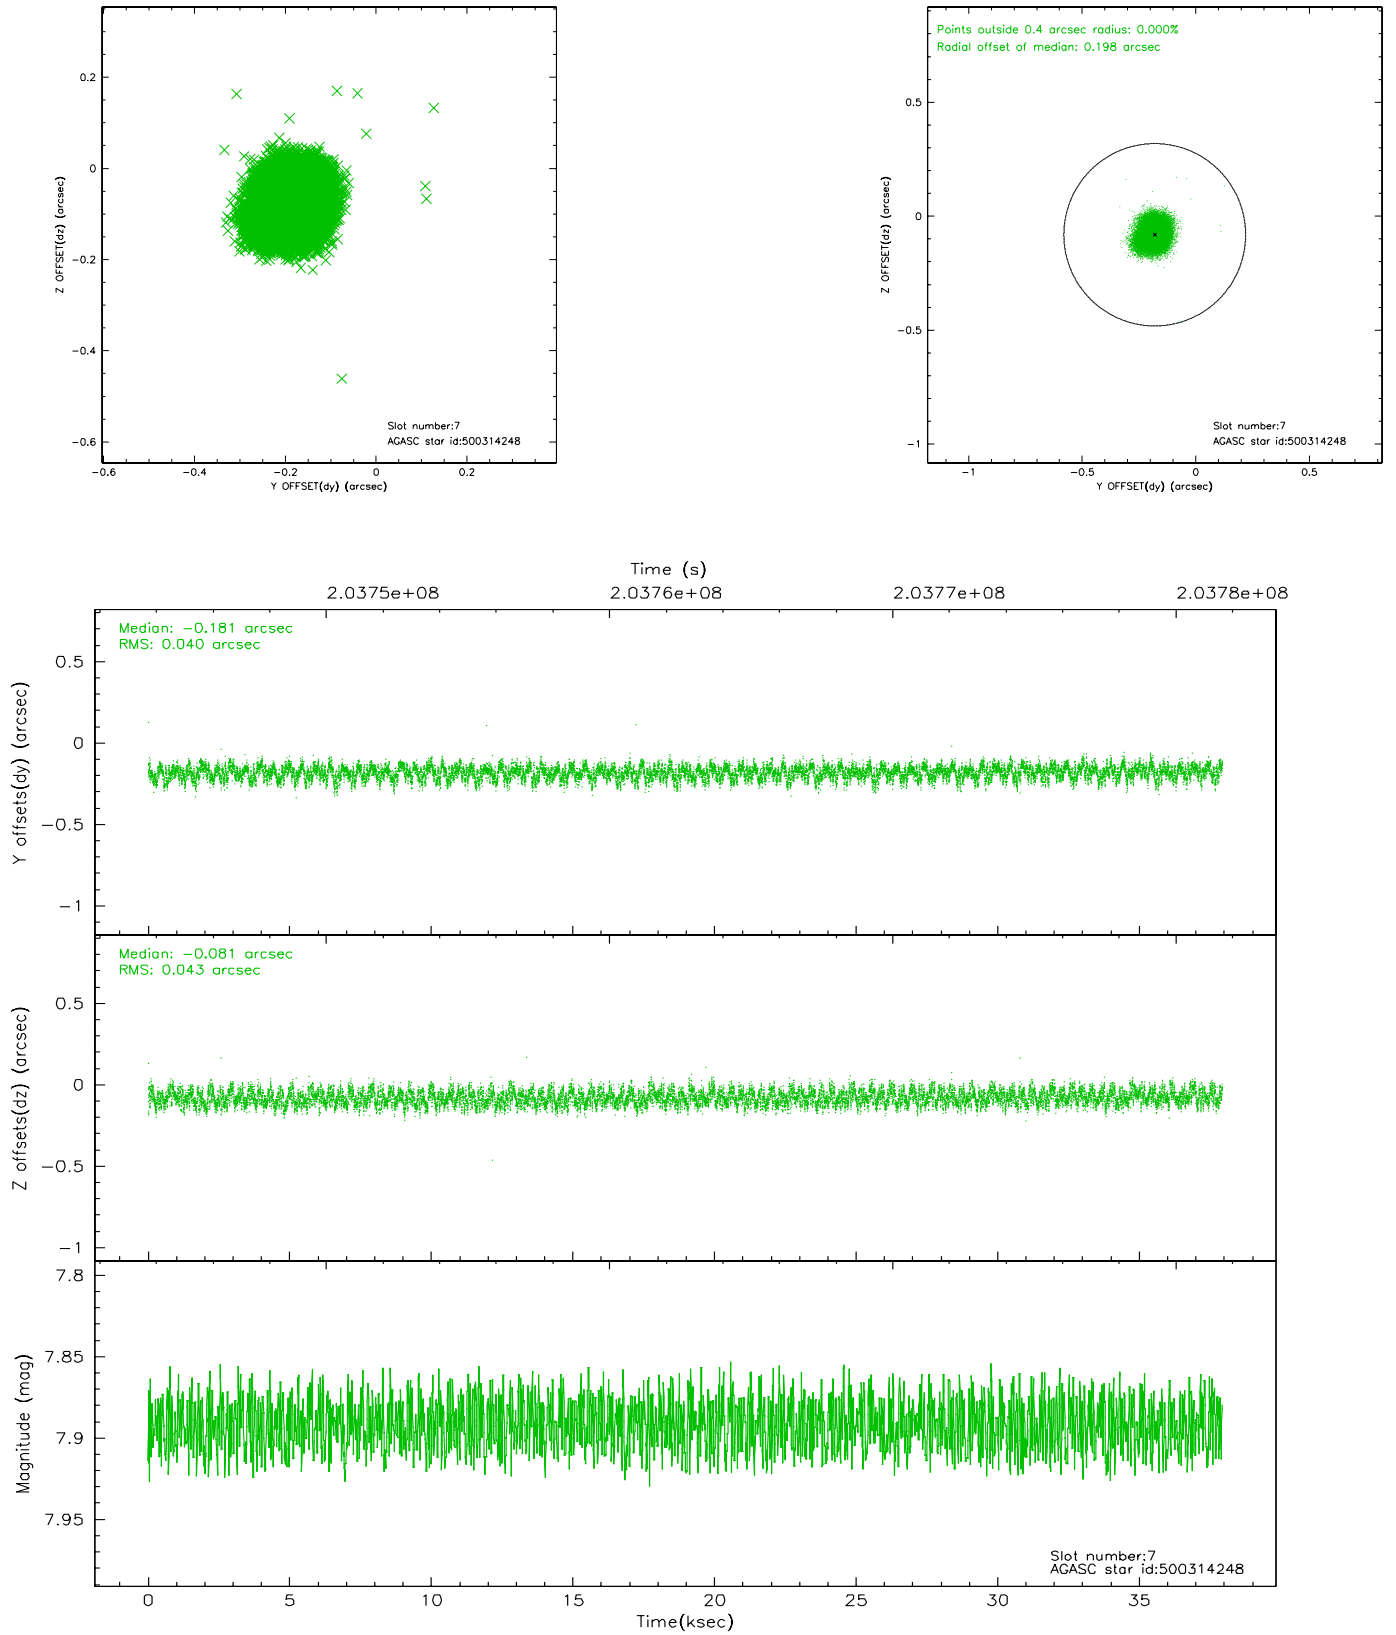 0.2
0
−0.2
−0.4
−0.6
Z OFFSET(dz) (arcsec)
Slot number:7
AGASC star id:500314248
−0.6
−0.4
−0.2
0
0.2
Y OFFSET(dy) (arcsec)
Points outside 0.4 arcsec radius: 0.000%
Radial offset of median: 0.198 arcsec
0.5
0
−0.5
−1
Z OFFSET(dz) (arcsec)
Slot number:7
AGASC star id:500314248
−1
−0.5
0
0.5
Y OFFSET(dy) (arcsec)
Time (s)
2.0375e+08
2.0376e+08
2.0377e+08
2.0378e+08
Median: −0.181 arcsec
RMS: 0.040 arcsec
0.5
0
−0.5
−1
Y offsets(dy) (arcsec)
Median: −0.081 arcsec
RMS: 0.043 arcsec
0.5
0
−0.5
−1
Z offsets(dz) (arcsec)
7.8
7.85
7.9
7.95
Magnitude (mag)
Slot number:7
AGASC star id:500314248
0
5
10
15
20
25
30
35
Time(ksec)